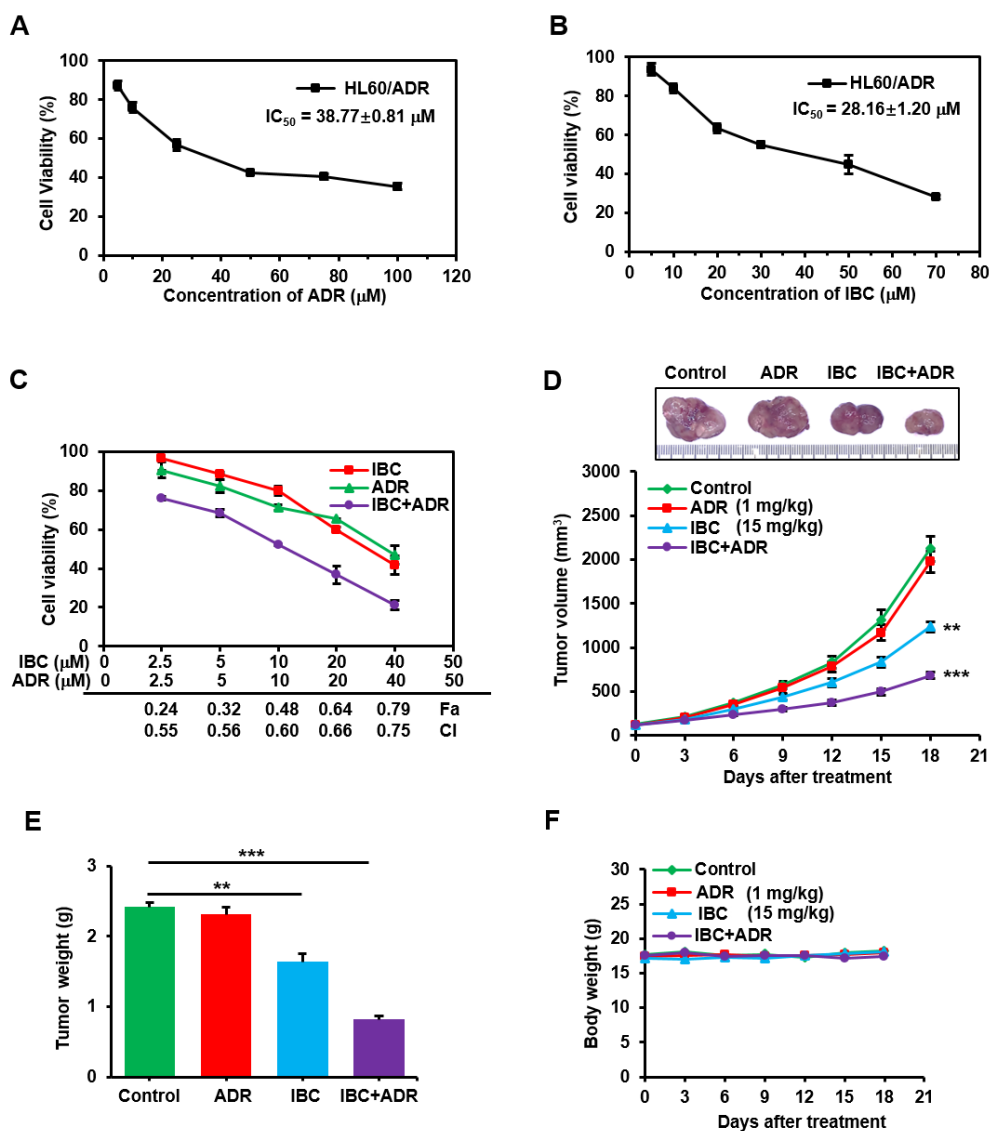 A
100
80
60
40
20
0
Cell Viability (%)
HL60/ADR
IC50 = 38.77±0.81 μM
0 20 40 60 80 100 120
Concentration of ADR (μM)
B
100
80
60
40
20
0
Cell viability (%)
HL60/ADR
IC50 = 28.16±1.20 μM
0 10 20 30 40 50 60 70 80
Concentration of IBC (μM)
C
100
80
60
40
20
0
Cell viability (%)
IBC
ADR
IBC+ADR
IBC (μM) 0 2.5 5 10 20 40 50
ADR (μM) 0 2.5 5 10 20 40 50
0.24 0.32 0.48 0.64 0.79 Fa
0.55 0.56 0.60 0.66 0.75 CI
D
Control ADR IBC IBC+ADR
3000
2500
2000
1500
1000
500
0
Tumor volume (mm3)
Control
ADR (1 mg/kg)
IBC (15 mg/kg)
IBC+ADR
**
***
0 3 6 9 12 15 18 21
Days after treatment
E
3
2
1
0
Tumor weight (g)
***
**
Control ADR IBC IBC+ADR
F
30
25
20
15
10
5
0
Body weight (g)
Control
ADR (1 mg/kg)
IBC (15 mg/kg)
IBC+ADR
0 3 6 9 12 15 18 21
Days after treatment